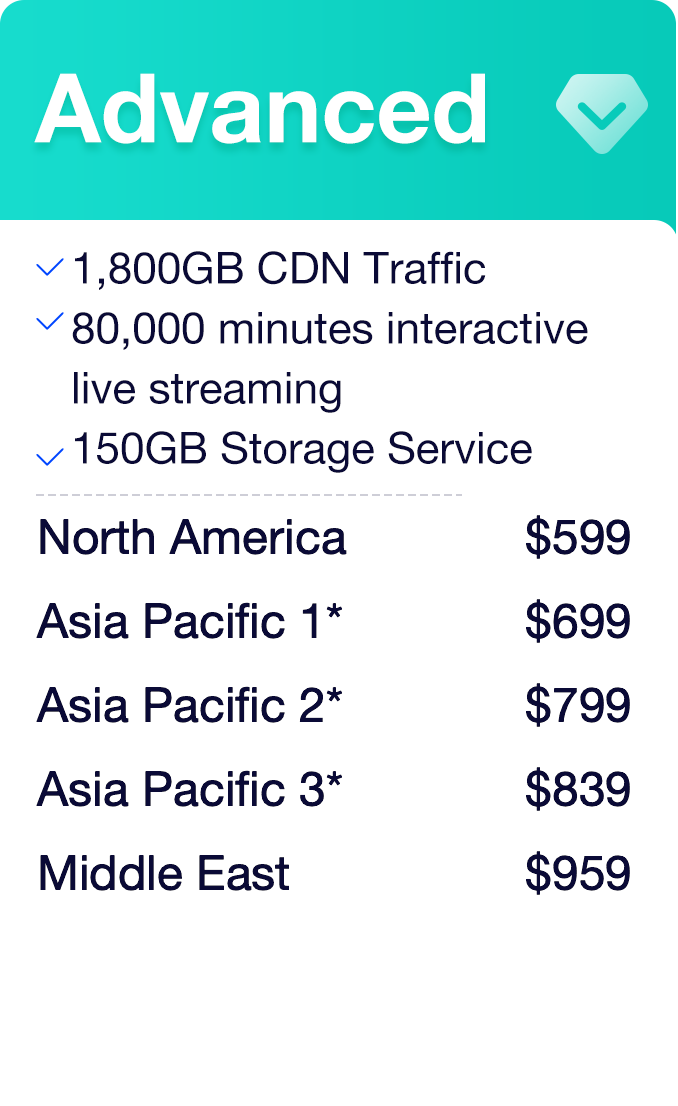 Advanced
1,800GB CDN Traffic
80,000 minutes interactive
live streaming
150GB Storage Service
North America $599
Asia Pacific 1* $699
Asia Pacific 2* $799
Asia Pacific 3* $839
Middle East $959